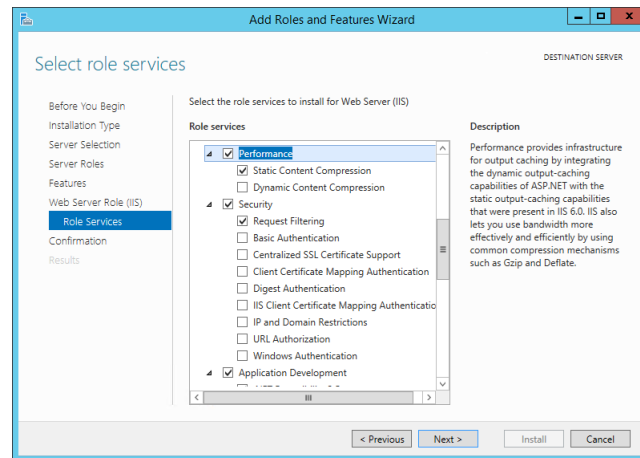 Add Roles and Features Wizard
Select role services
DESTINATION SERVER
Before You Begin
Installation Type
Server Selection
Server Roles
Features
Web Server Role (IIS)
Role Services
Confirmation
Results
Select the role services to install for Web Server (IIS)
Role services
Performance
Static Content Compression
Dynamic Content Compression
Security
Request Filtering
Basic Authentication
Centralized SSL Certificate Support
Client Certificate Mapping Authentication
Digest Authentication
IIS Client Certificate Mapping Authenticatio
IP and Domain Restrictions
URL Authorization
Windows Authentication
Application Development
Description
Performance provides infrastructure
for output caching by integrating
the dynamic output-caching
capabilities of ASP.NET with the
static output-caching capabilities
that were present in IIS 6.0. IIS also
lets you use bandwidth more
effectively and efficiently by using
common compression mechanisms
such as Gzip and Deflate.
< Previous
Next >
Install
Cancel